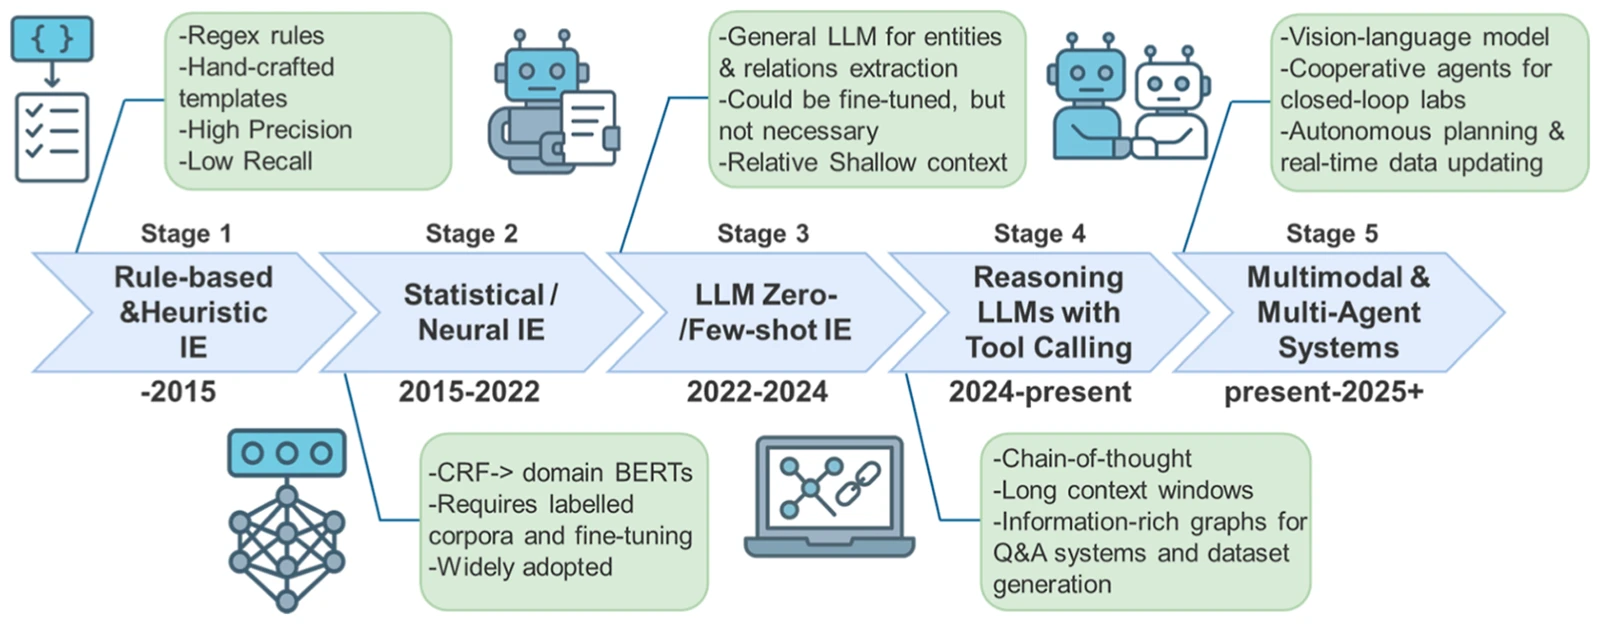 { }
-Regex rules
-Hand-crafted
templates
-High Precision
-Low Recall
-General LLM for entities
& relations extraction
-Could be fine-tuned, but
not necessary
-Relative Shallow context
-Vision-language model
-Cooperative agents for
closed-loop labs
-Autonomous planning &
real-time data updating
Stage 1
Rule-based
&Heuristic
IE
-2015
Stage 2
Statistical /
Neural IE
2015-2022
Stage 3
LLM Zero-
/Few-shot IE
2022-2024
Stage 4
Reasoning
LLMs with
Tool Calling
2024-present
Stage 5
Multimodal &
Multi-Agent
Systems
present-2025+
-CRF-> domain BERTs
-Requires labelled
corpora and fine-tuning
-Widely adopted
-Chain-of-thought
-Long context windows
-Information-rich graphs for
Q&A systems and dataset
generation